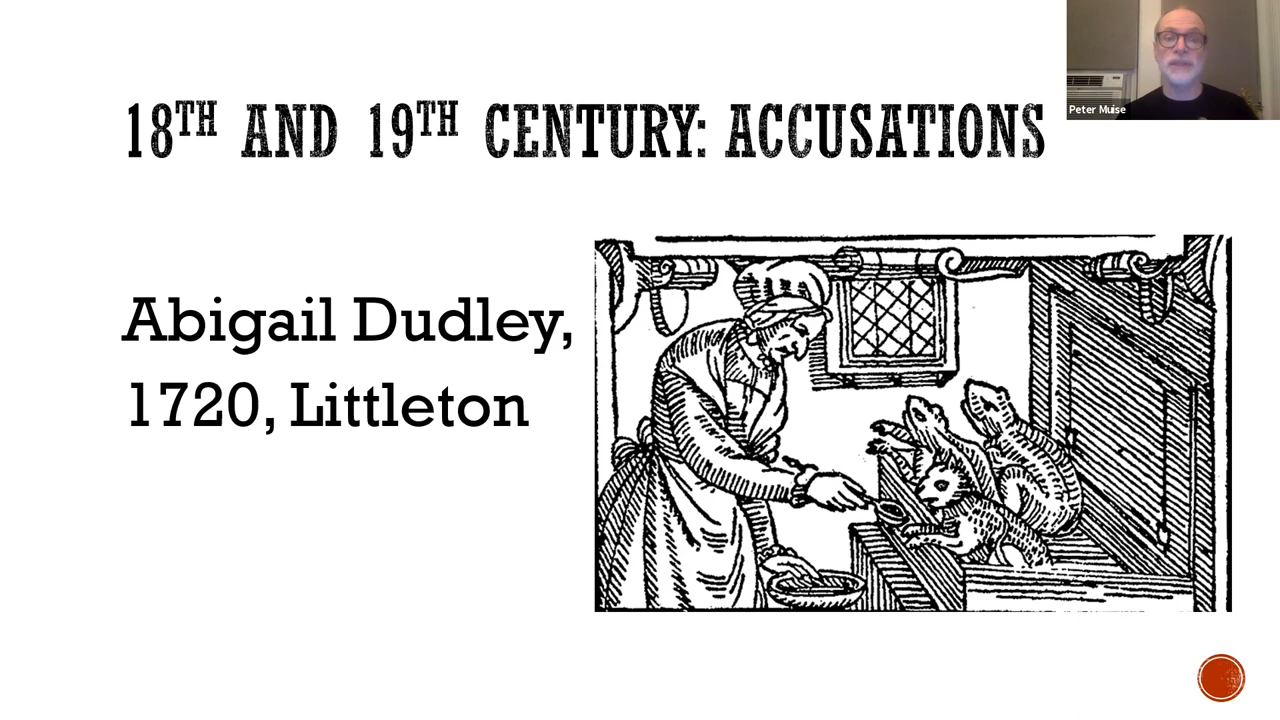 18TH AND 19TH CENTURY: ACCUSATIONS
Abigail Dudley,
1720, Littleton
Peter Muise